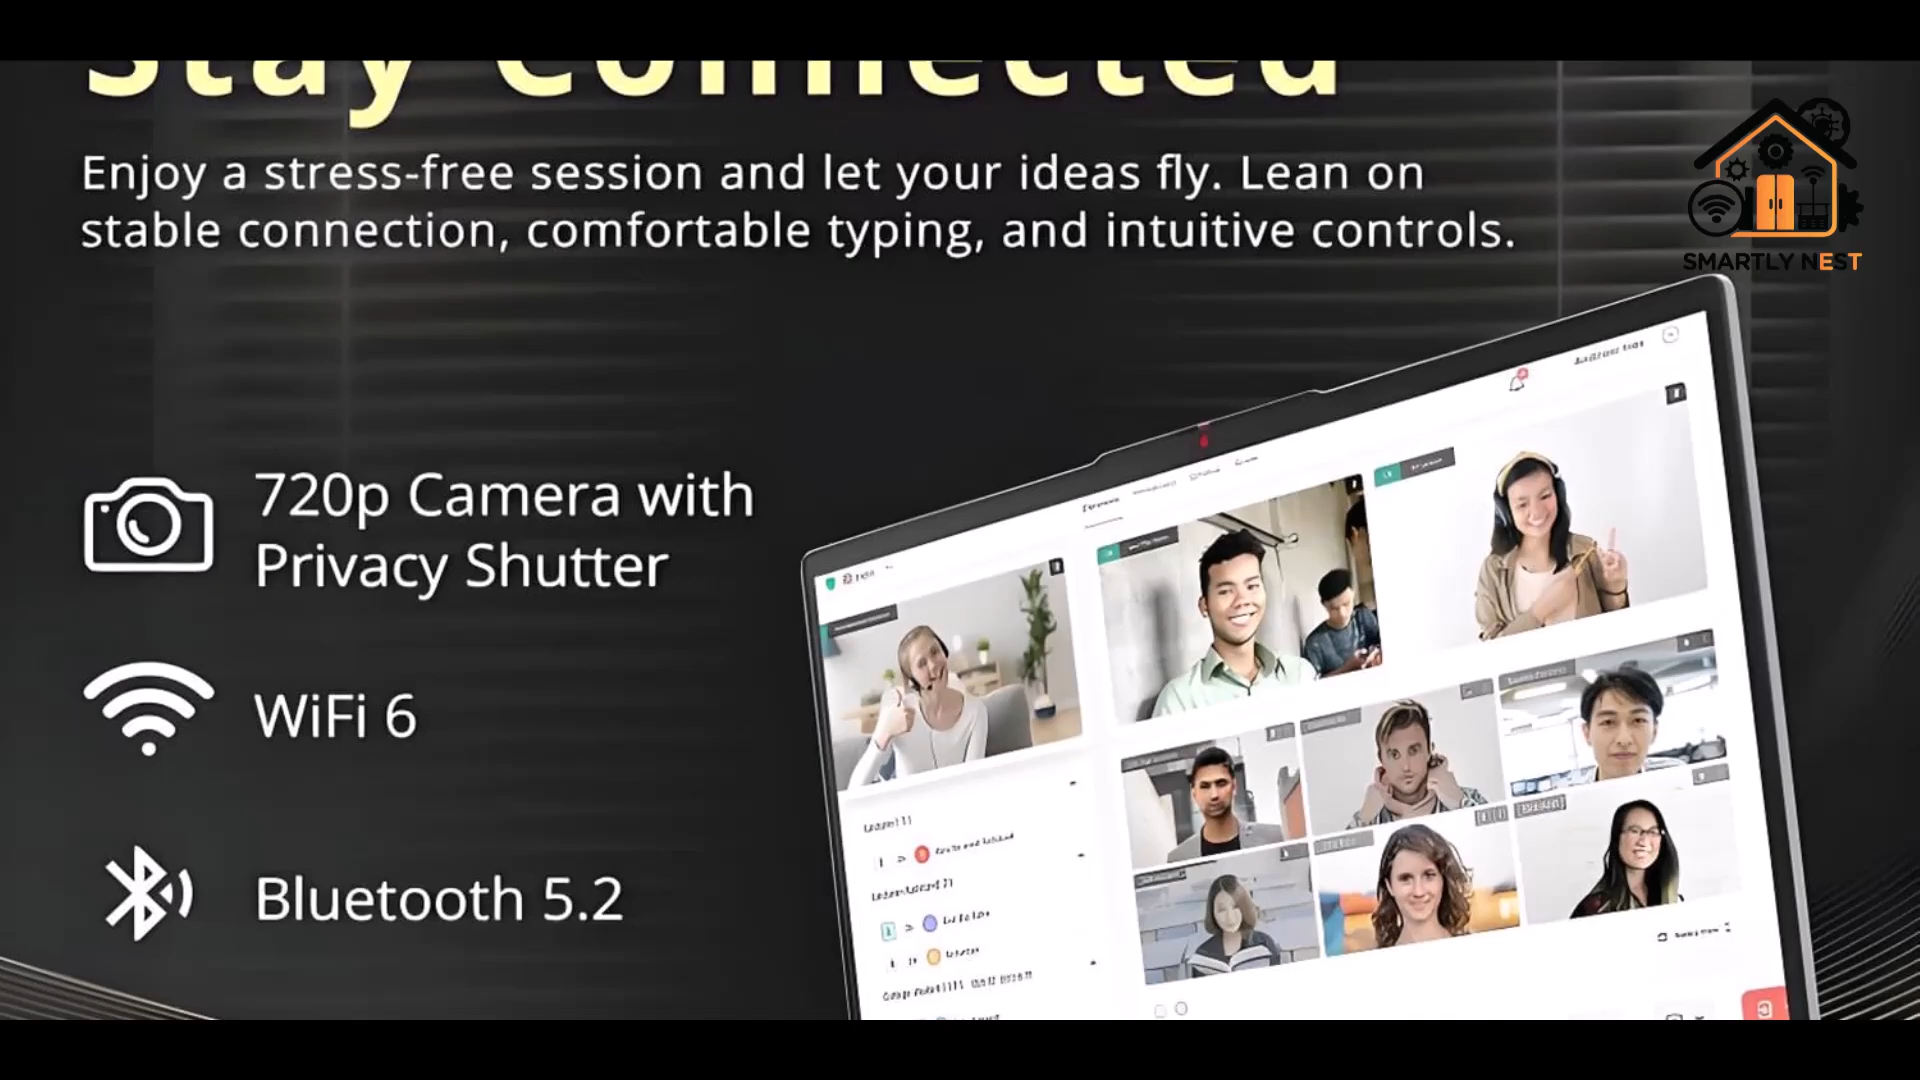 Stay Connected
Enjoy a stress-free session and let your ideas fly. Lean on
stable connection, comfortable typing, and intuitive controls.
SMARTLY NEST
720p Camera with
Privacy Shutter
WiFi 6
Bluetooth 5.2